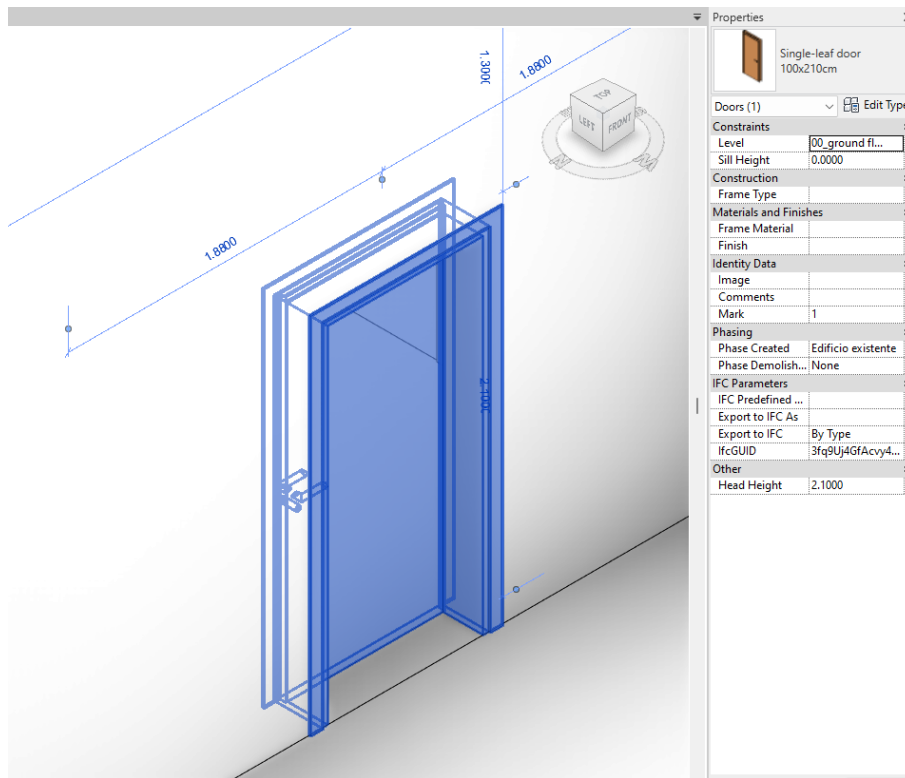 Properties
Single-leaf door
100x210cm
Doors (1)
Edit Type
Constraints
Level 00_ground fl...
Sill Height 0.0000
Construction
Frame Type
Materials and Finishes
Frame Material
Finish
Identity Data
Image
Comments
Mark 1
Phasing
Phase Created Edificio existente
Phase Demolish... None
IFC Parameters
IFC Predefined ...
Export to IFC As
Export to IFC By Type
IfcGUID 3fq9Uj4GfAcvy4...
Other
Head Height 2.1000
1.3000
1.8800
1.8800
2.1000
TOP
LEFT
FRONT